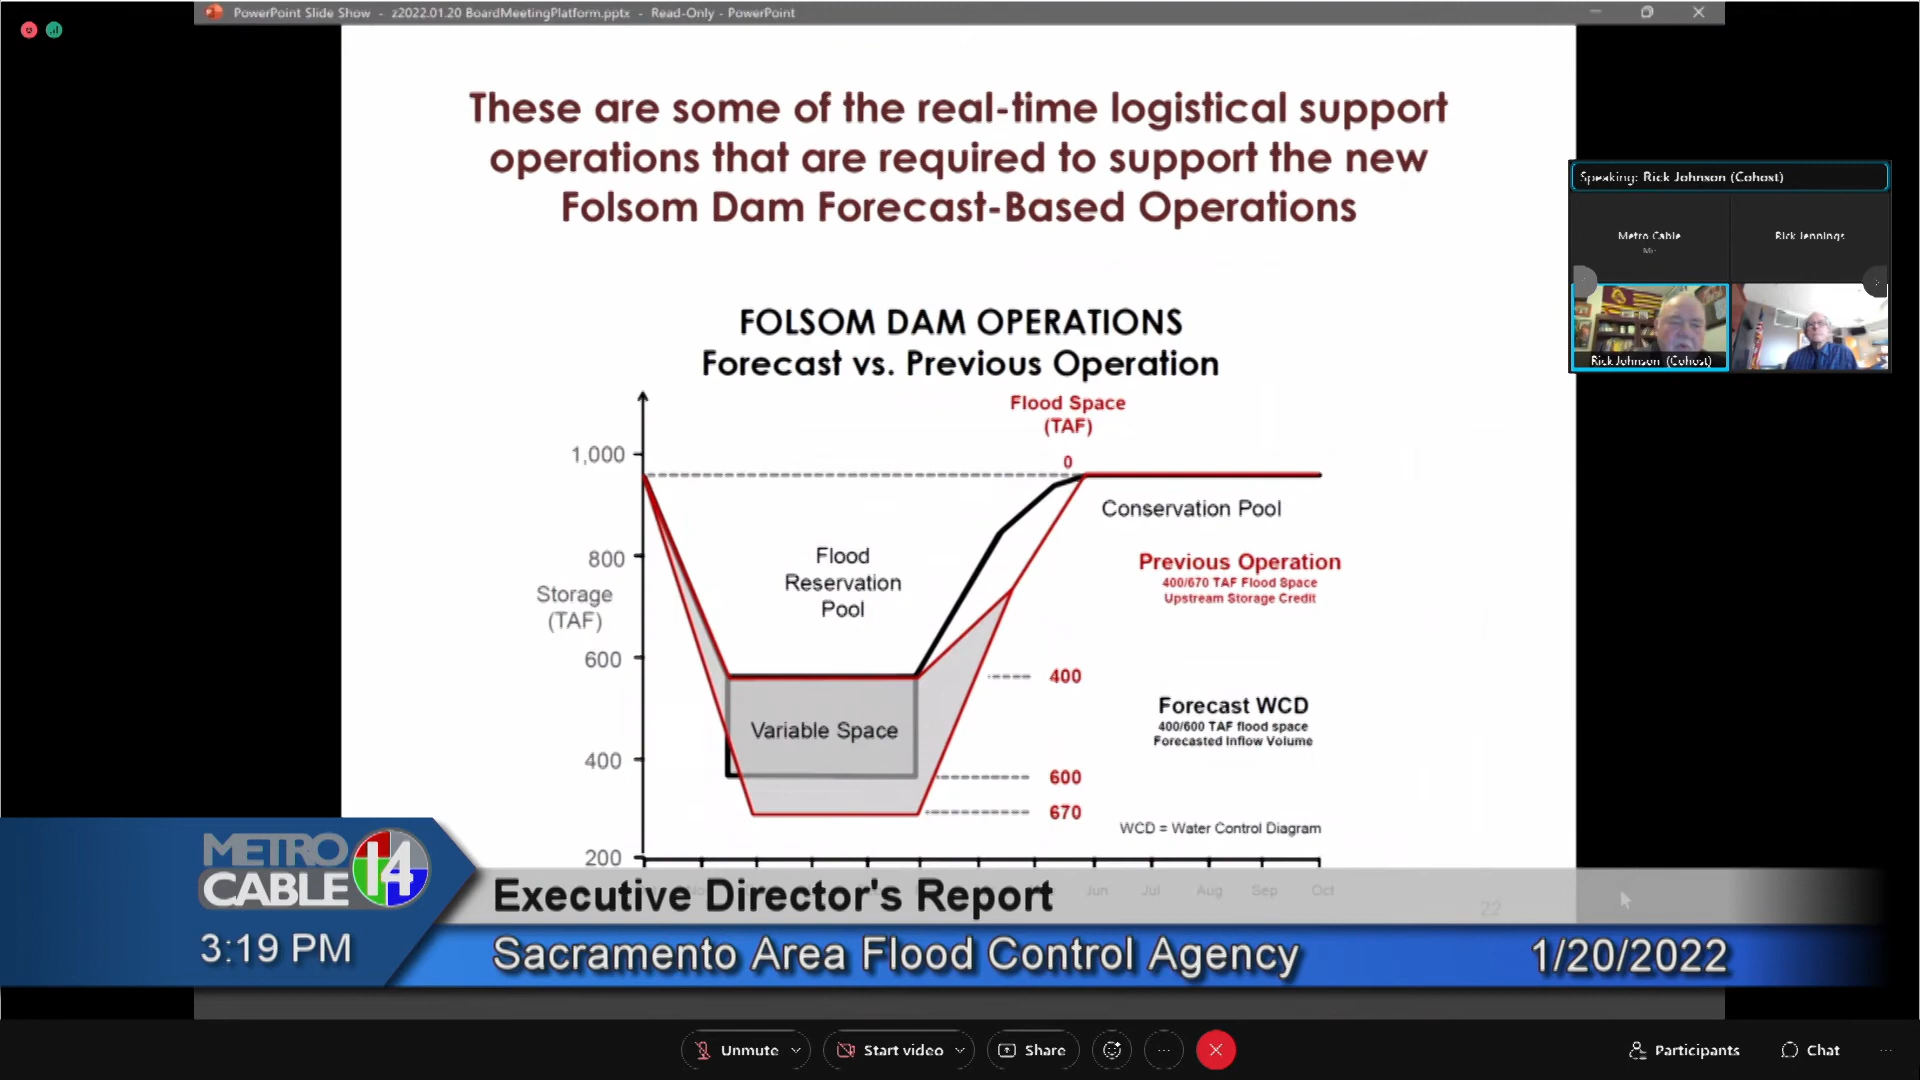 PowerPoint Slide Show - z2022.01.20 BoardMeetingPlatform.pptx - Read-Only - PowerPoint
These are some of the real-time logistical support
operations that are required to support the new
Folsom Dam Forecast-Based Operations
Speaking: Rick Johnson (Cohost)
Metro Cable
Rick Jennings
Rick Johnson (Cohost)
FOLSOM DAM OPERATIONS
Forecast vs. Previous Operation
Flood Space
(TAF)
1,000
0
Conservation Pool
800
Flood
Reservation
Pool
Previous Operation
400/670 TAF Flood Space
Upstream Storage Credit
Storage
(TAF)
600
400
Forecast WCD
400/600 TAF flood space
Forecasted Inflow Volume
Variable Space
400
600
670
WCD = Water Control Diagram
200
Jun Jul Aug Sep Oct
22
METRO
CABLE 14
Executive Director's Report
3:19 PM
Sacramento Area Flood Control Agency
1/20/2022
Unmute
Start video
Share
Participants
Chat